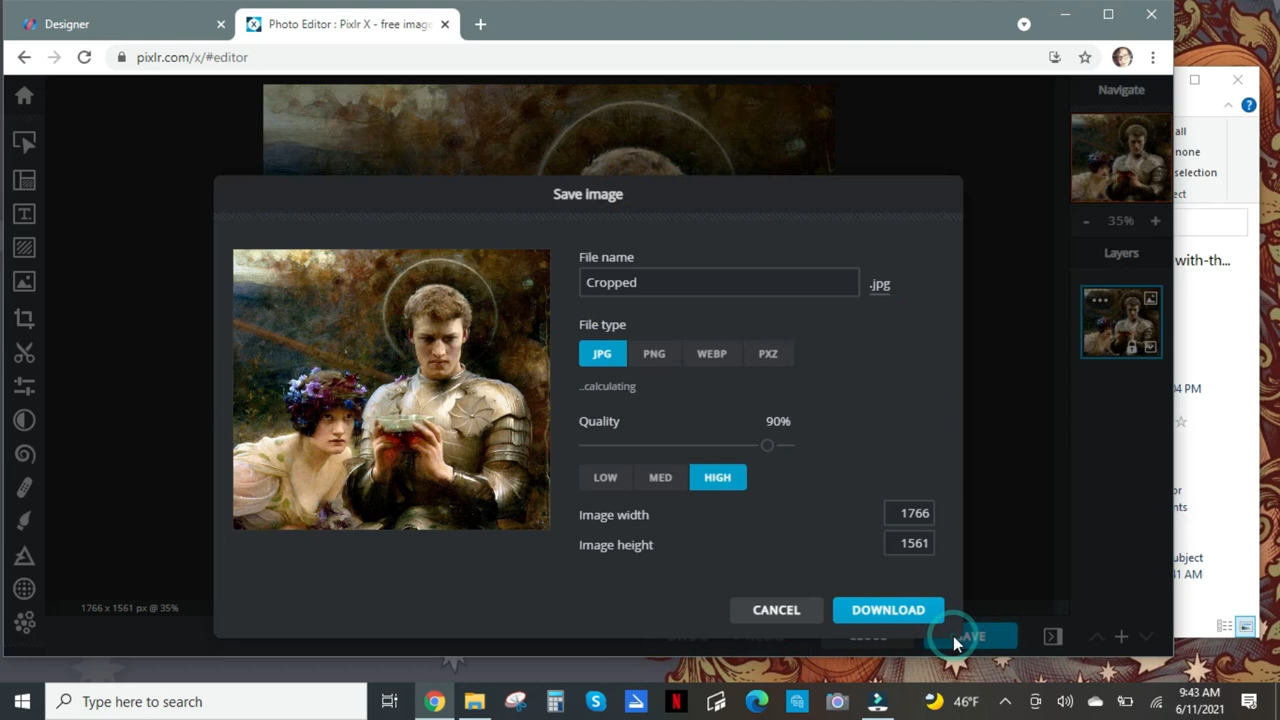 Designer
Photo Editor : Pixlr X - free imag
pixlr.com/x/#editor
Navigate
35%
Layers
Save image
File name
Cropped
.jpg
File type
JPG
PNG
WEBP
PXZ
..calculating
Quality
90%
LOW
MED
HIGH
Image width
1766
Image height
1561
CANCEL
DOWNLOAD
1766 x 1561 px @ 35%
all
none
selection
with-th...
PM
Type here to search
46°F
9:43 AM
6/11/2021